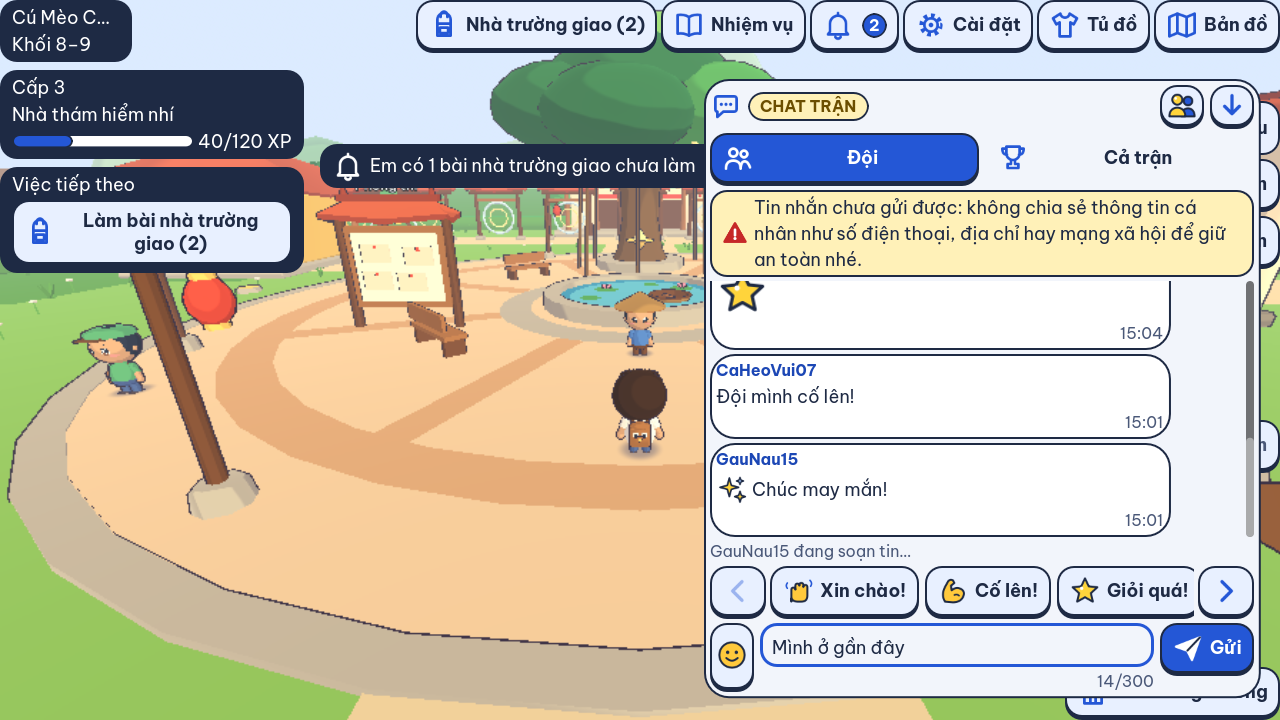 Cú Mèo C...
Khối 8–9
Nhà trường giao (2)
Nhiệm vụ
2
Cài đặt
Tủ đồ
Bản đồ
Cấp 3
Nhà thám hiểm nhí
40/120 XP
Việc tiếp theo
Làm bài nhà trường
giao (2)
Em có 1 bài nhà trường giao chưa làm
CHAT TRẬN
Đội
Cả trận
Tin nhắn chưa gửi được: không chia sẻ thông tin cá
nhân như số điện thoại, địa chỉ hay mạng xã hội để giữ
an toàn nhé.
15:04
CaHeoVui07
Đội mình cố lên!
15:01
GauNau15
Chúc may mắn!
15:01
GauNau15 đang soạn tin...
Xin chào!
Cố lên!
Giỏi quá!
Mình ở gần đây
Gửi
14/300